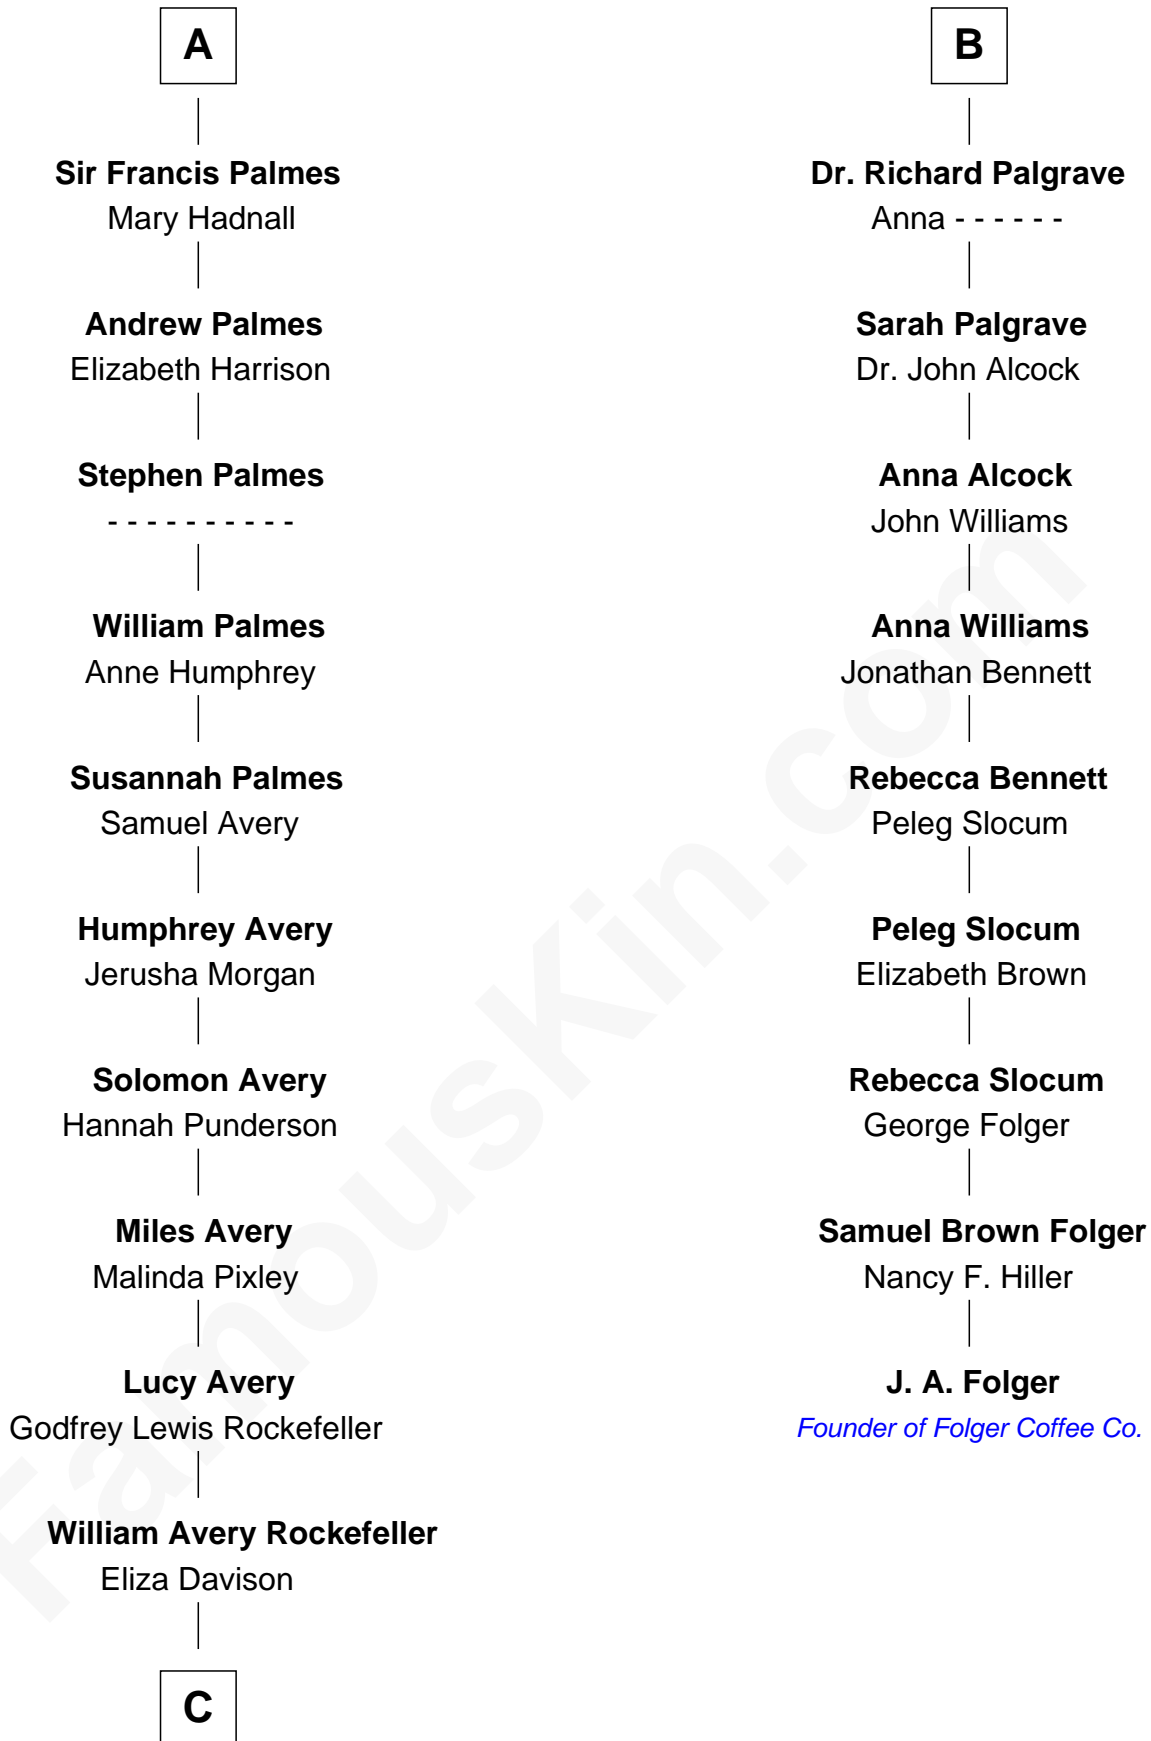 A
Sir Francis Palmes
Mary Hadnall
Andrew Palmes
Elizabeth Harrison
Stephen Palmes
- - - - - - - - - -
William Palmes
Anne Humphrey
Susannah Palmes
Samuel Avery
Humphrey Avery
Jerusha Morgan
Solomon Avery
Hannah Punderson
Miles Avery
Malinda Pixley
Lucy Avery
Godfrey Lewis Rockefeller
William Avery Rockefeller
Eliza Davison
C
B
Dr. Richard Palgrave
Anna - - - - - -
Sarah Palgrave
Dr. John Alcock
Anna Alcock
John Williams
Anna Williams
Jonathan Bennett
Rebecca Bennett
Peleg Slocum
Peleg Slocum
Elizabeth Brown
Rebecca Slocum
George Folger
Samuel Brown Folger
Nancy F. Hiller
J. A. Folger
Founder of Folger Coffee Co.
FamousKin.com